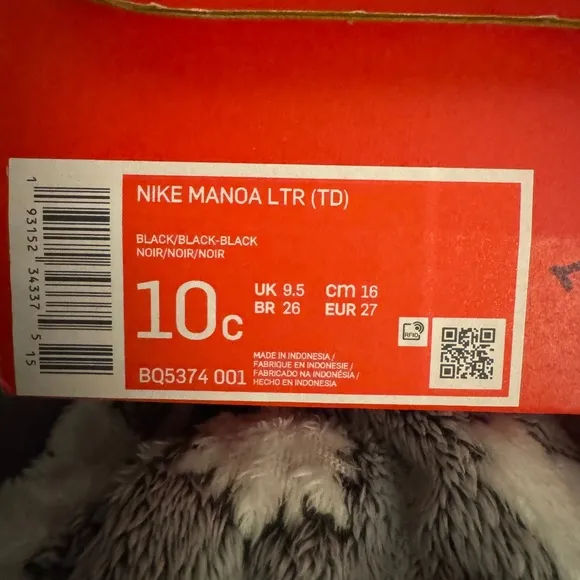 NIKE MANOA LTR (TD)
BLACK/BLACK-BLACK
NOIR/NOIR/NOIR
10C
UK 9.5 cm 16
BR 26 EUR 27
RFID
BQ5374 001
MADE IN INDONESIA/
FABRIQUE EN INDONESIE/
FABRICADO NA INDONÉSIA/
HECHO EN INDONESIA
1 93152 34337 5 15